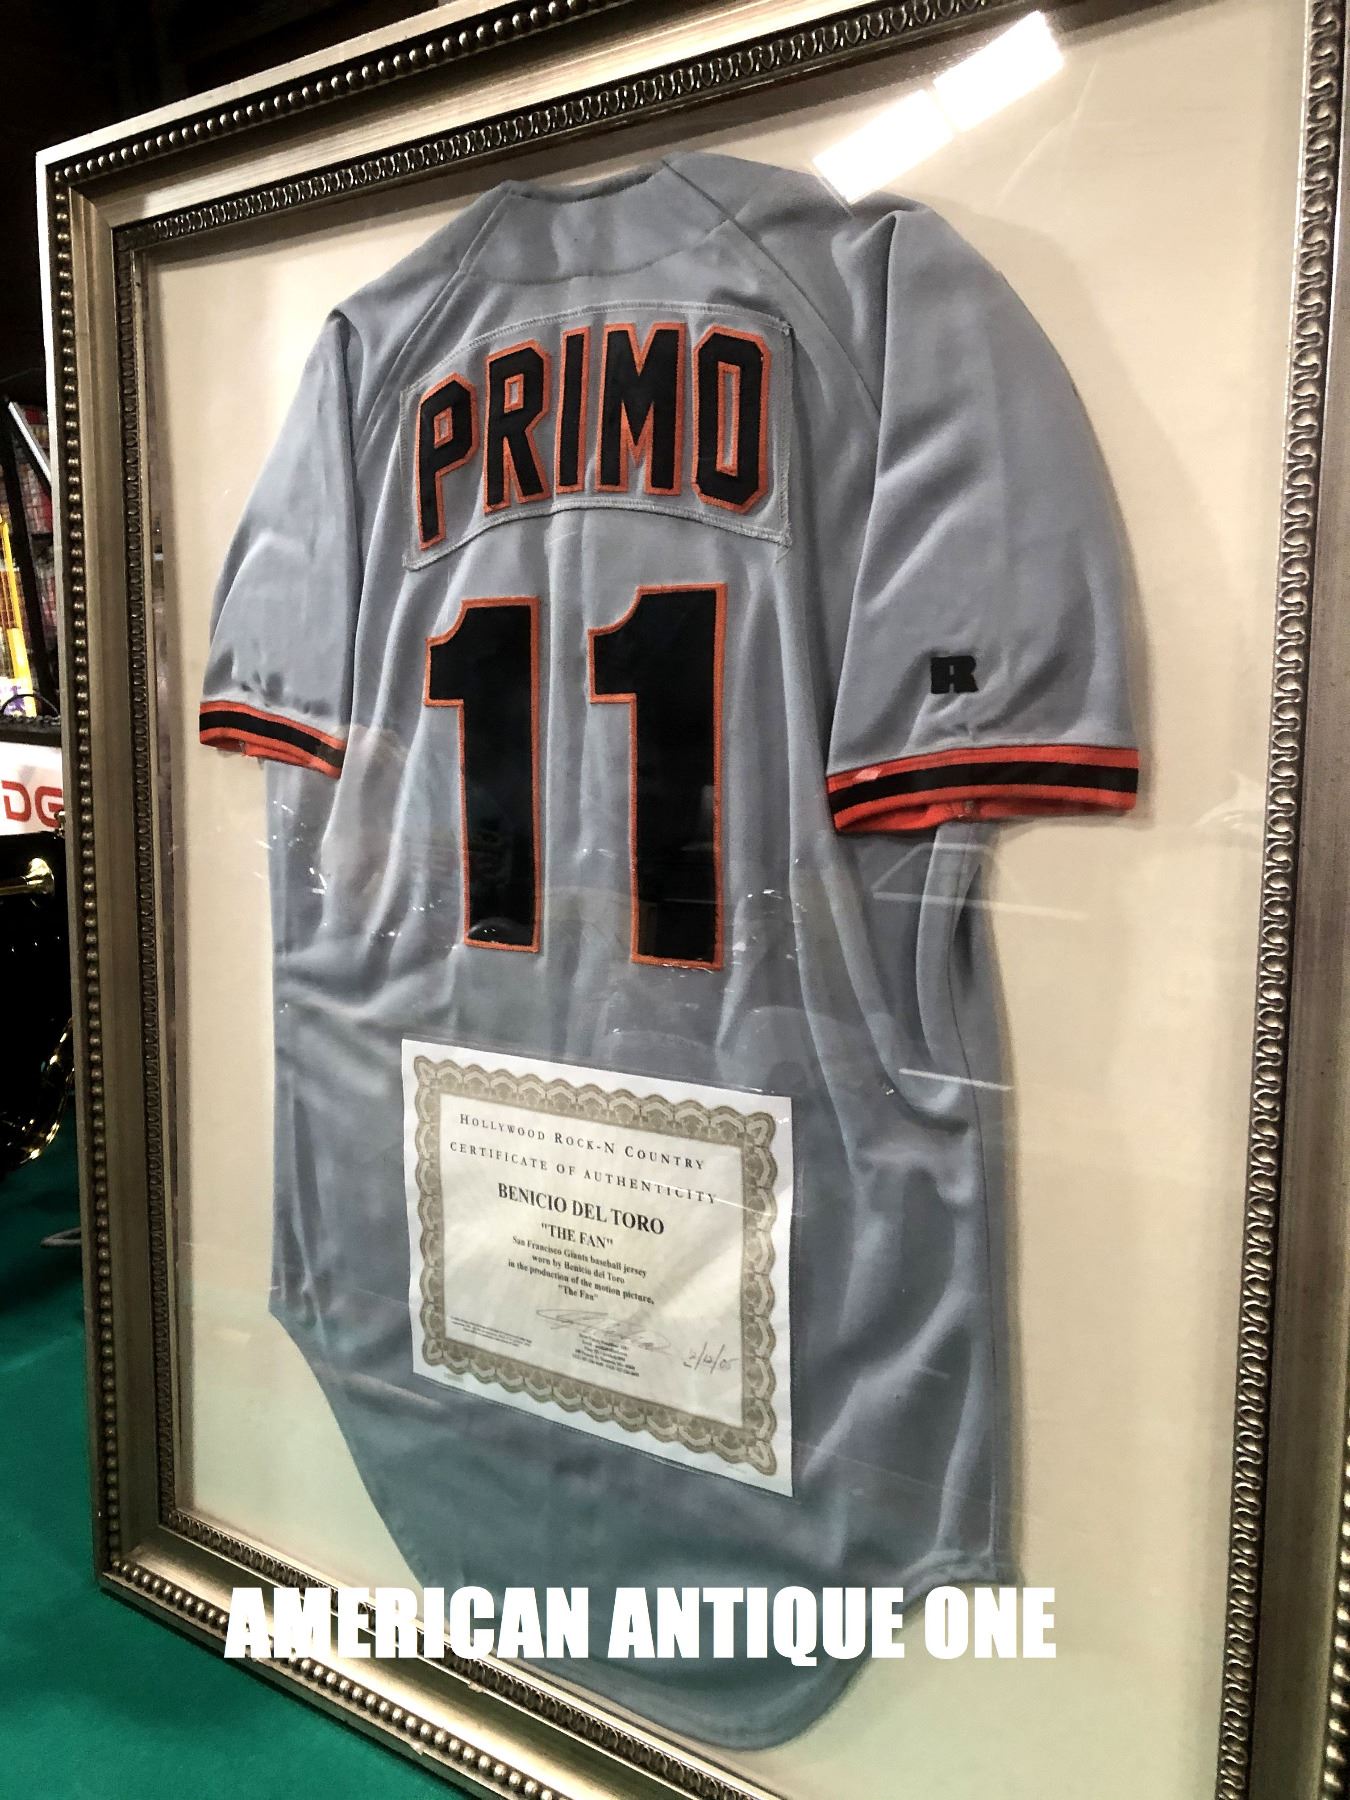 PRIMO
11
R
DG
HOLLYWOOD ROCK-N COUNTRY
CERTIFICATE OF AUTHENTICITY
BENICIO DEL TORO
"THE FAN"
San Francisco Giants baseball jersey
worn by Benicio del Toro
in the production of the motion picture,
"The Fan"
AMERICAN ANTIQUE ONE